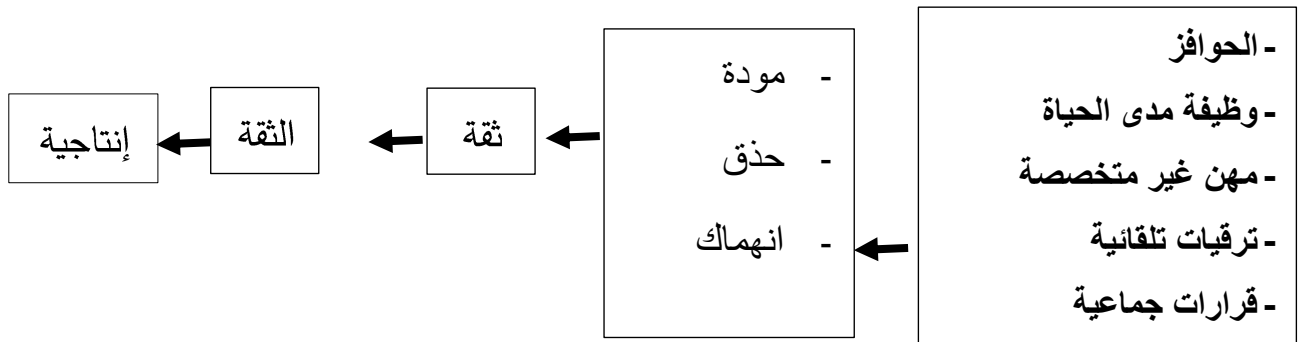 - الحوافز
- وظيفة مدى الحياة
- مهن غير متخصصة
- ترقيات تلقائية
- قرارات جماعية
- مودة
- حذق
- انهماك
ثقة
الثقة
إنتاجية